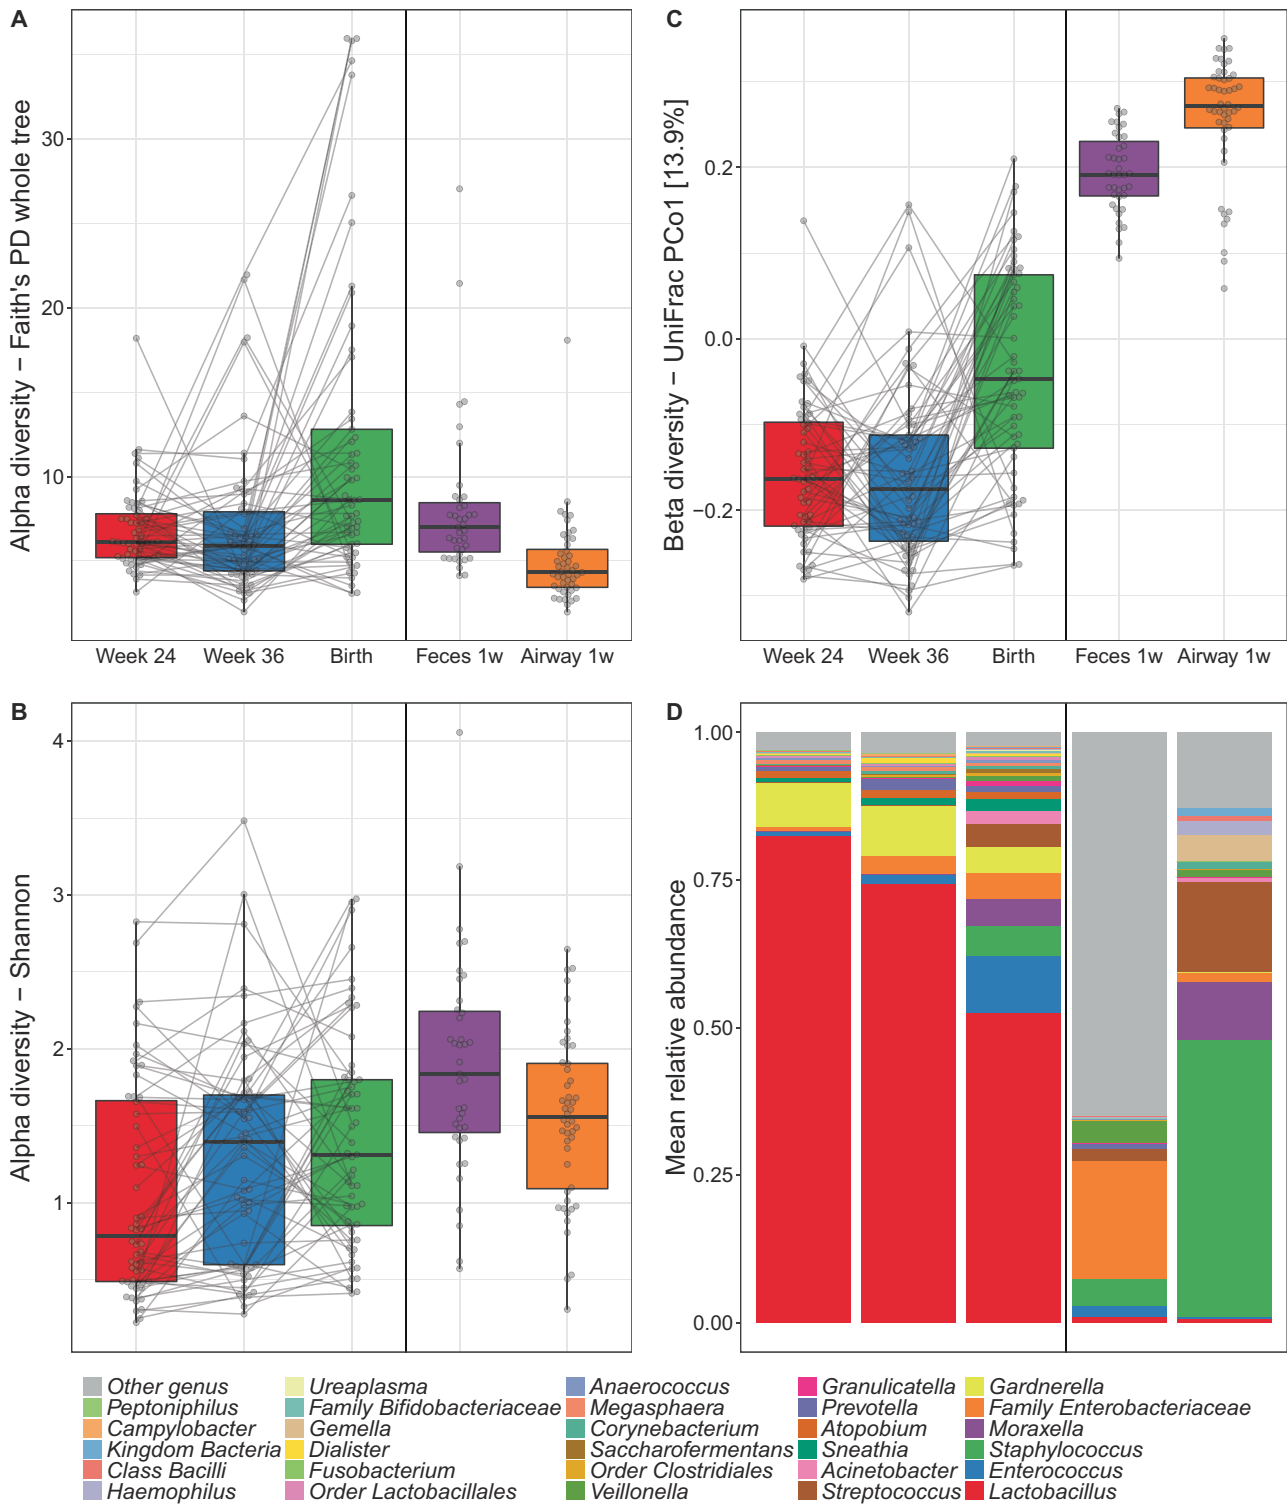 A
Alpha diversity – Faith's PD whole tree
30
20
10
Week 24 Week 36 Birth Feces 1w Airway 1w
C
Beta diversity – UniFrac PCo1 [13.9%]
0.2
0.0
−0.2
Week 24 Week 36 Birth Feces 1w Airway 1w
B
Alpha diversity – Shannon
4
3
2
1
D
Mean relative abundance
1.00
0.75
0.50
0.25
0.00
Other genus Ureaplasma Anaerococcus Granulicatella Gardnerella
Peptoniphilus Family Bifidobacteriaceae Megasphaera Prevotella Family Enterobacteriaceae
Campylobacter Gemella Corynebacterium Atopobium Moraxella
Kingdom Bacteria Dialister Saccharofermentans Sneathia Staphylococcus
Class Bacilli Fusobacterium Order Clostridiales Acinetobacter Enterococcus
Haemophilus Order Lactobacillales Veillonella Streptococcus Lactobacillus